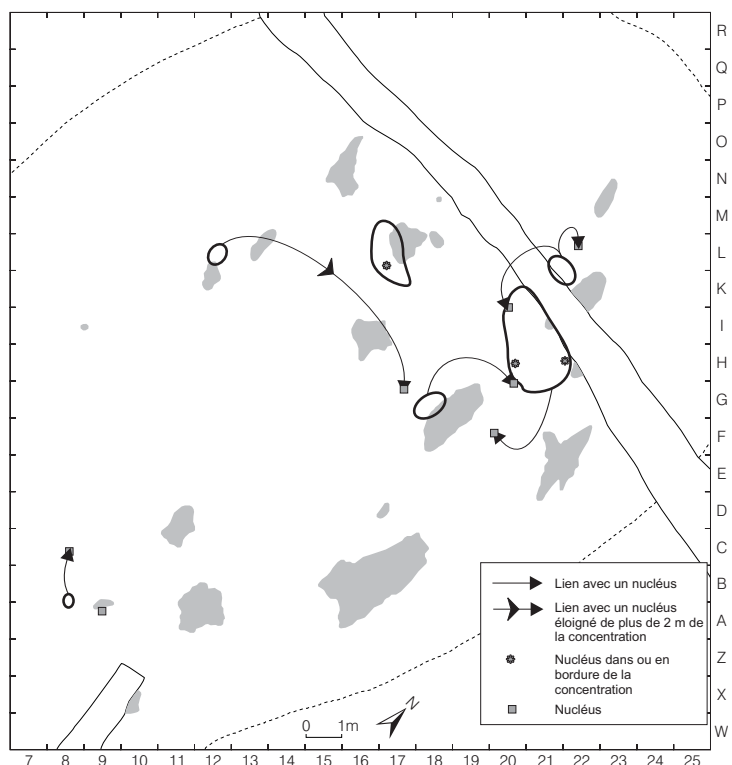 R
Q
P
O
N
M
L
K
I
H
G
F
E
D
C
B
A
Z
X
W
Lien avec un nucléus
Lien avec un nucléus
éloigné de plus de 2 m de
la concentration
Nucléus dans ou en
bordure de la
concentration
Nucléus
N
0 1m
7 8 9 10 11 12 13 14 15 16 17 18 19 20 21 22 23 24 25